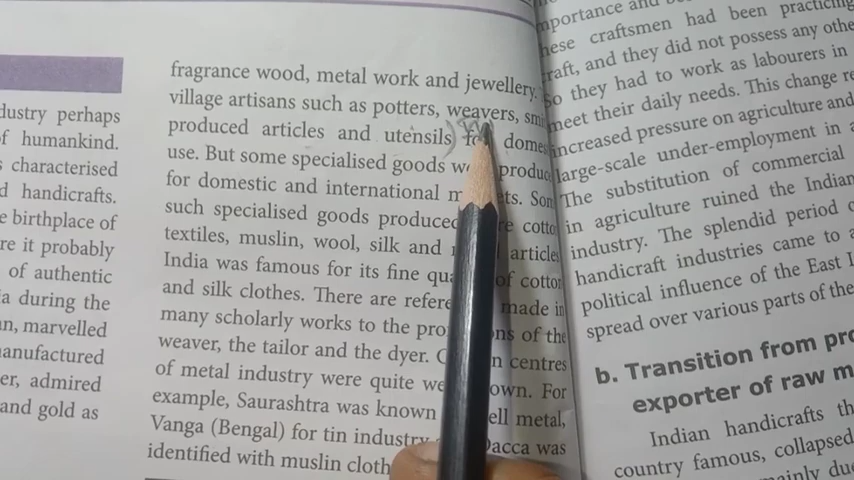 dustry perhaps
f humankind.
characterised
d handicrafts.
e birthplace of
re it probably
of authentic
a during the
n, marvelled
anufactured
er, admired
and gold as
fragrance wood, metal work and jewellery.
village artisans such as potters, weavers, smi
produced articles and utensils) for domes
use. But some specialised goods we produce
for domestic and international m ets. Som
such specialised goods produced re cotto
textiles, muslin, wool, silk and articles
India was famous for its fine qua of cotton
and silk clothes. There are refere made in
many scholarly works to the pro ns of the
weaver, the tailor and the dyer. C n centres
of metal industry were quite we own. For
example, Saurashtra was known ell metal,
Vanga (Bengal) for tin industry Dacca was
identified with muslin cloth
mportance and
hese craftsmen had been practicing
raft, and they did not possess any othe
so they had to work as labourers in
meet their daily needs. This change re
increased pressure on agriculture and
large-scale under-employment in a
The substitution of commercial
in agriculture ruined the Indian
industry. The splendid period o
handicraft industries came to a
political influence of the East I
spread over various parts of the
b. Transition from pro
exporter of raw m
Indian handicrafts th
country famous, collapsed
mainly due